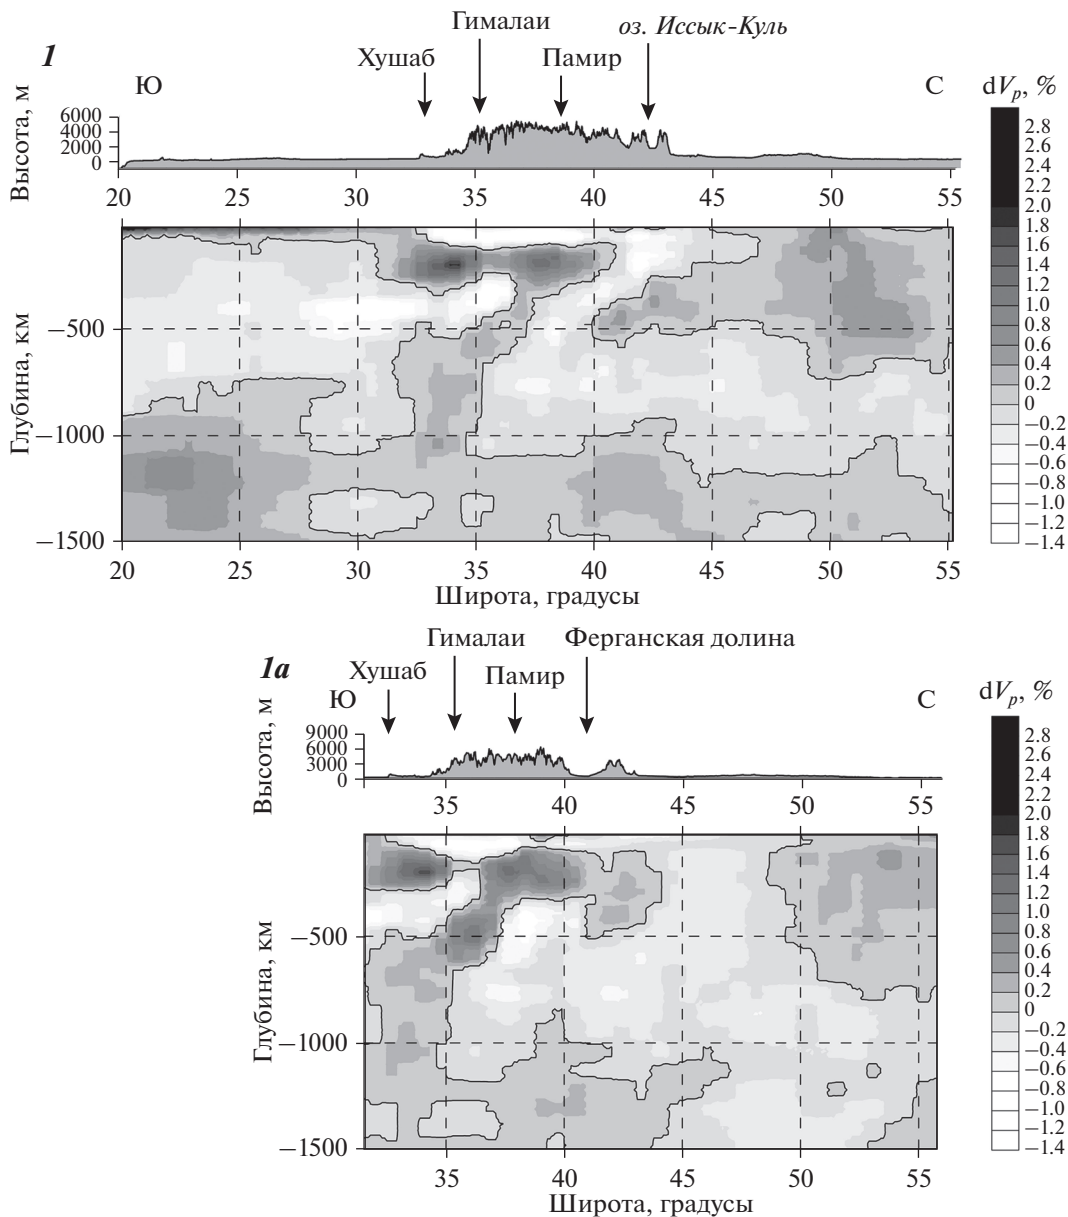 1
Гималаи
оз. Иссык-Куль
Хушаб
Памир
Ю
С
dVp, %
Высота, м
6000
4000
2000
0
20 25 30 35 40 45 50 55
Глубина, км
−500
−1000
−1500
20 25 30 35 40 45 50 55
Широта, градусы
2.8
2.6
2.4
2.2
2.0
1.8
1.6
1.4
1.2
1.0
0.8
0.6
0.4
0.2
0
−0.2
−0.4
−0.6
−0.8
−1.0
−1.2
−1.4
1а
Гималаи
Ферганская долина
Хушаб
Памир
Ю
С
dVp, %
Высота, м
9000
6000
3000
0
35 40 45 50 55
Глубина, км
−500
−1000
−1500
35 40 45 50 55
Широта, градусы
2.8
2.6
2.4
2.2
2.0
1.8
1.6
1.4
1.2
1.0
0.8
0.6
0.4
0.2
0
−0.2
−0.4
−0.6
−0.8
−1.0
−1.2
−1.4